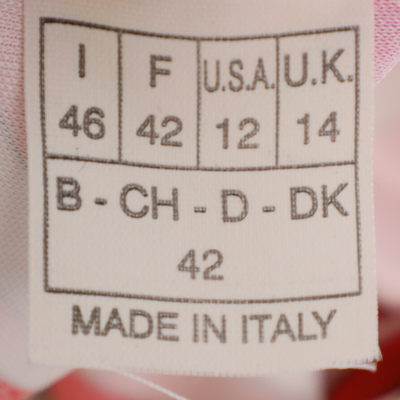 I F U.S.A. U.K.
46 42 12 14
B - CH - D - DK
42
MADE IN ITALY